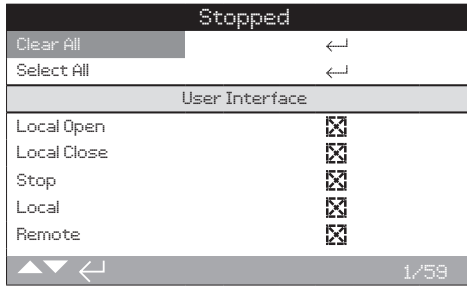 Stopped
Clear All
Select All
User Interface
Local Open
Local Close
Stop
Local
Remote
1/59